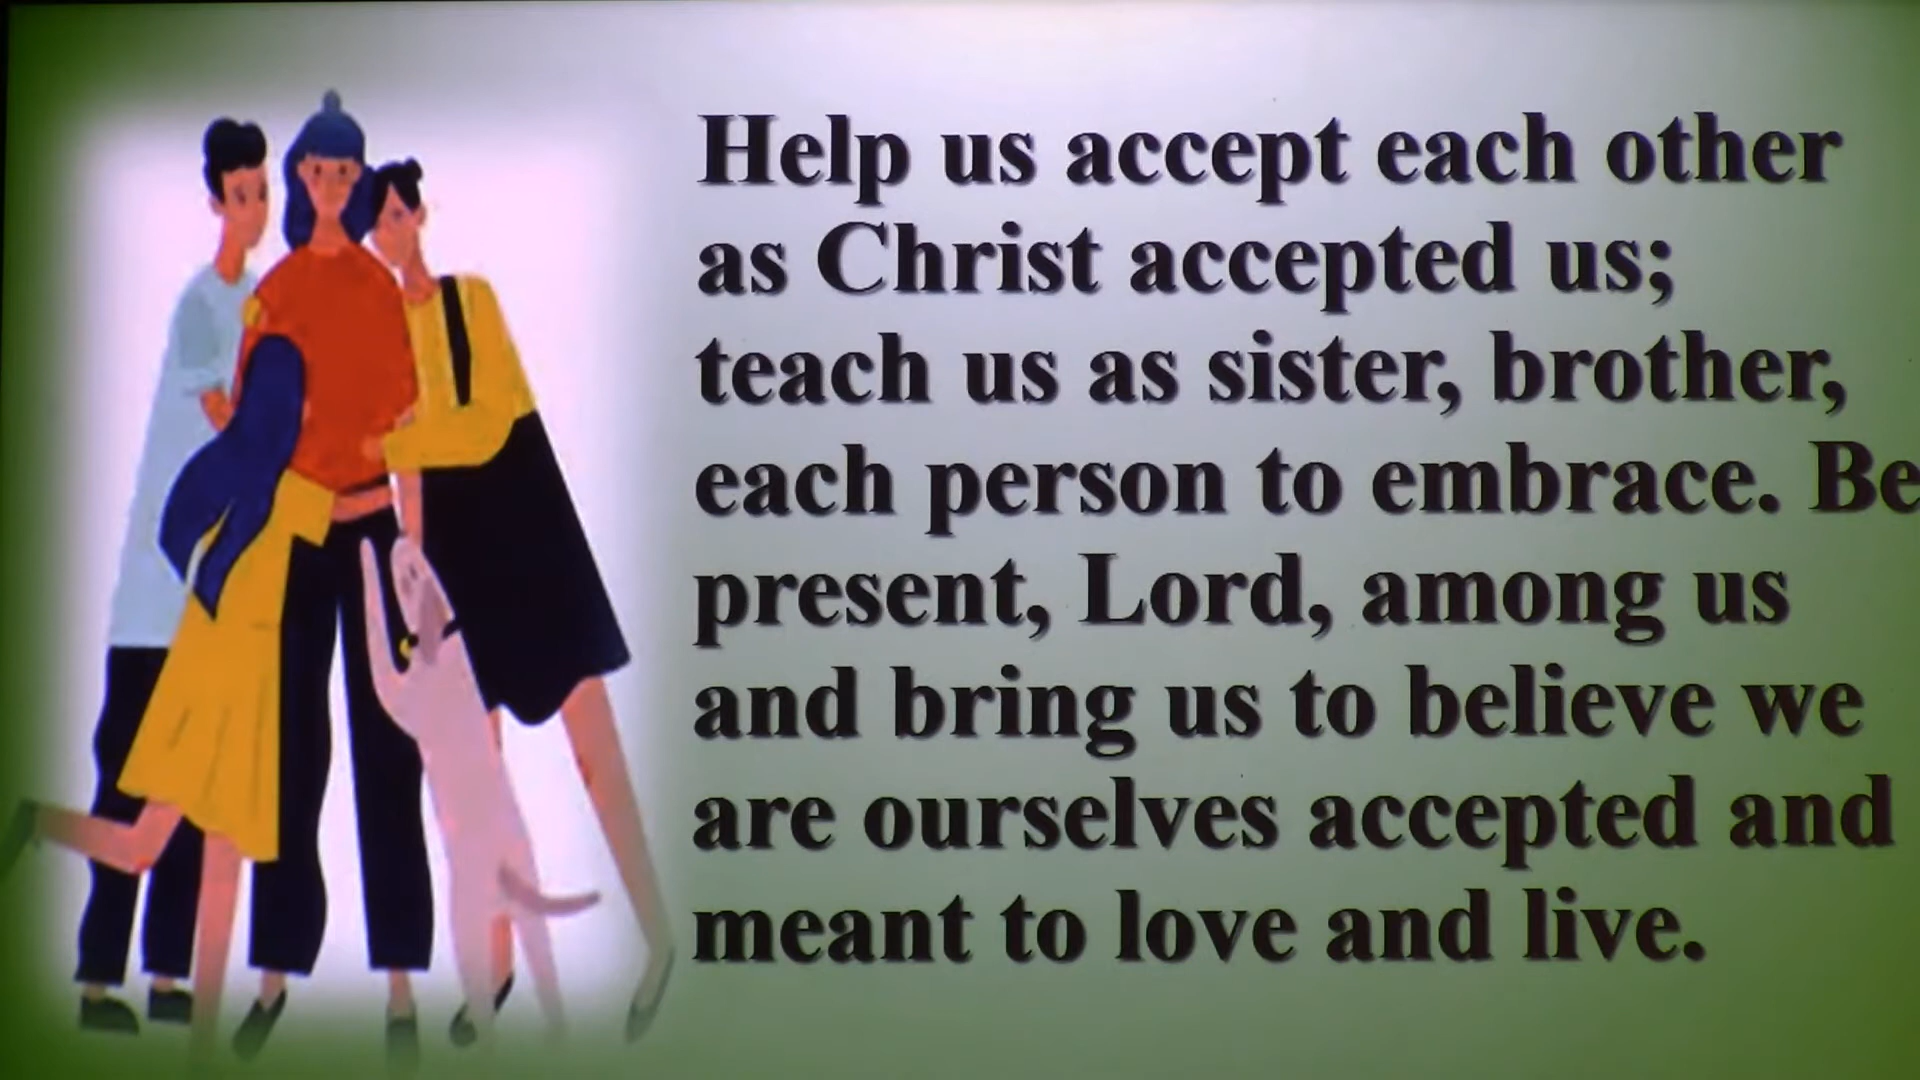 Help us accept each other
as Christ accepted us;
teach us as sister, brother,
each person to embrace. Be
present, Lord, among us
and bring us to believe we
are ourselves accepted and
meant to love and live.